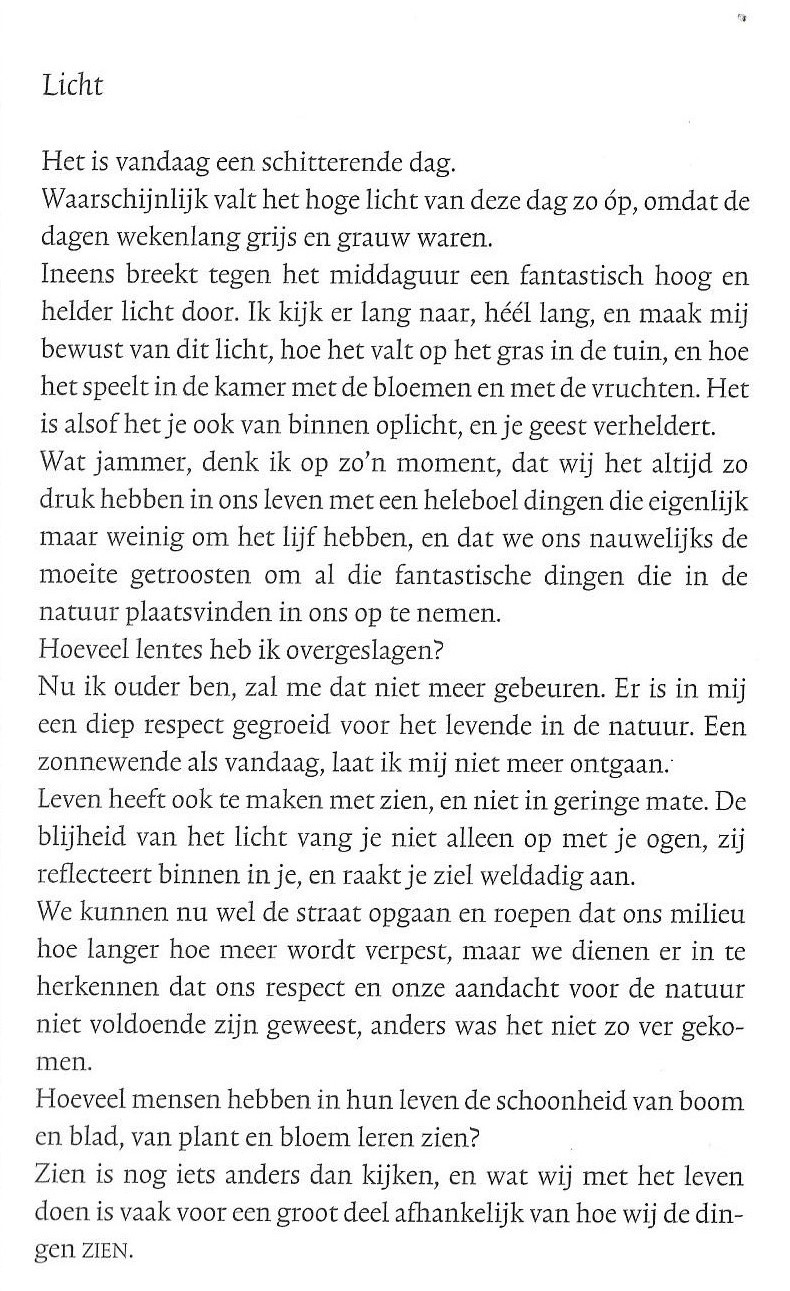 Licht
Het is vandaag een schitterende dag.
Waarschijnlijk valt het hoge licht van deze dag zo óp, omdat de
dagen wekenlang grijs en grauw waren.
Ineens breekt tegen het middaguur een fantastisch hoog en
helder licht door. Ik kijk er lang naar, héél lang, en maak mij
bewust van dit licht, hoe het valt op het gras in de tuin, en hoe
het speelt in de kamer met de bloemen en met de vruchten. Het
is alsof het je ook van binnen oplicht, en je geest verheldert.
Wat jammer, denk ik op zo’n moment, dat wij het altijd zo
druk hebben in ons leven met een heleboel dingen die eigenlijk
maar weinig om het lijf hebben, en dat we ons nauwelijks de
moeite getroosten om al die fantastische dingen die in de
natuur plaatsvinden in ons op te nemen.
Hoeveel lentes heb ik overgeslagen?
Nu ik ouder ben, zal me dat niet meer gebeuren. Er is in mij
een diep respect gegroeid voor het levende in de natuur. Een
zonnewende als vandaag, laat ik mij niet meer ontgaan.
Leven heeft ook te maken met zien, en niet in geringe mate. De
blijheid van het licht vang je niet alleen op met je ogen, zij
reflecteert binnen in je, en raakt je ziel weldadig aan.
We kunnen nu wel de straat opgaan en roepen dat ons milieu
hoe langer hoe meer wordt verpest, maar we dienen er in te
herkennen dat ons respect en onze aandacht voor de natuur
niet voldoende zijn geweest, anders was het niet zo ver geko-
men.
Hoeveel mensen hebben in hun leven de schoonheid van boom
en blad, van plant en bloem leren zien?
Zien is nog iets anders dan kijken, en wat wij met het leven
doen is vaak voor een groot deel afhankelijk van hoe wij de din-
gen ZIEN.